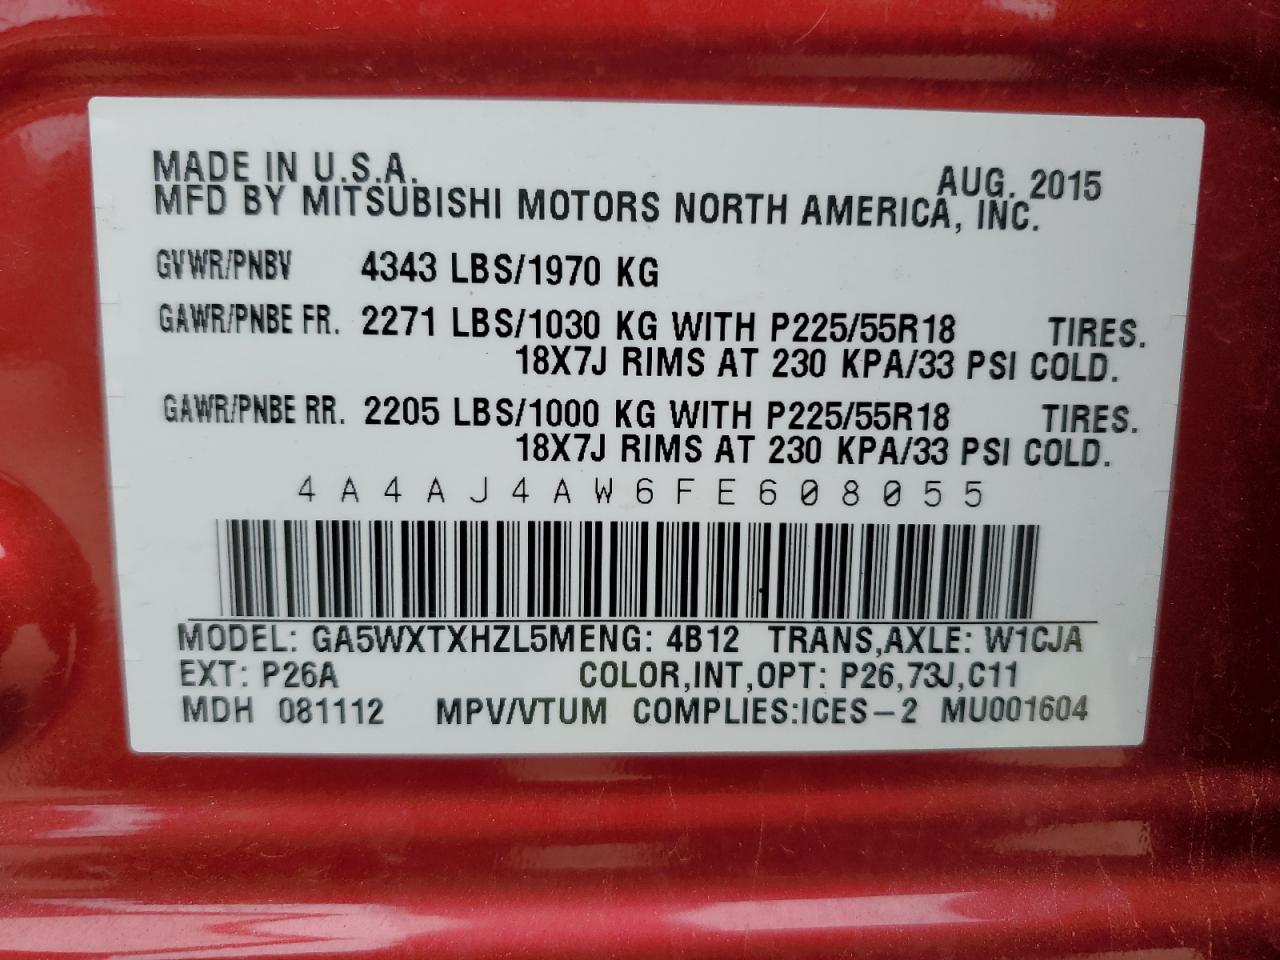 MADE IN U.S.A. AUG. 2015
MFD BY MITSUBISHI MOTORS NORTH AMERICA, INC.
GVWR/PNBV 4343 LBS/1970 KG
GAWR/PNBE FR. 2271 LBS/1030 KG WITH P225/55R18 TIRES.
18X7J RIMS AT 230 KPA/33 PSI COLD.
GAWR/PNBE RR. 2205 LBS/1000 KG WITH P225/55R18 TIRES.
18X7J RIMS AT 230 KPA/33 PSI COLD.
4A4AJ4AW6FE608055
MODEL: GA5WXTXHZL5MENG: 4B12 TRANS,AXLE: W1CJA
EXT: P26A COLOR,INT,OPT: P26,73J,C11
MDH 081112 MPV/VTUM COMPLIES:ICES-2 MU001604